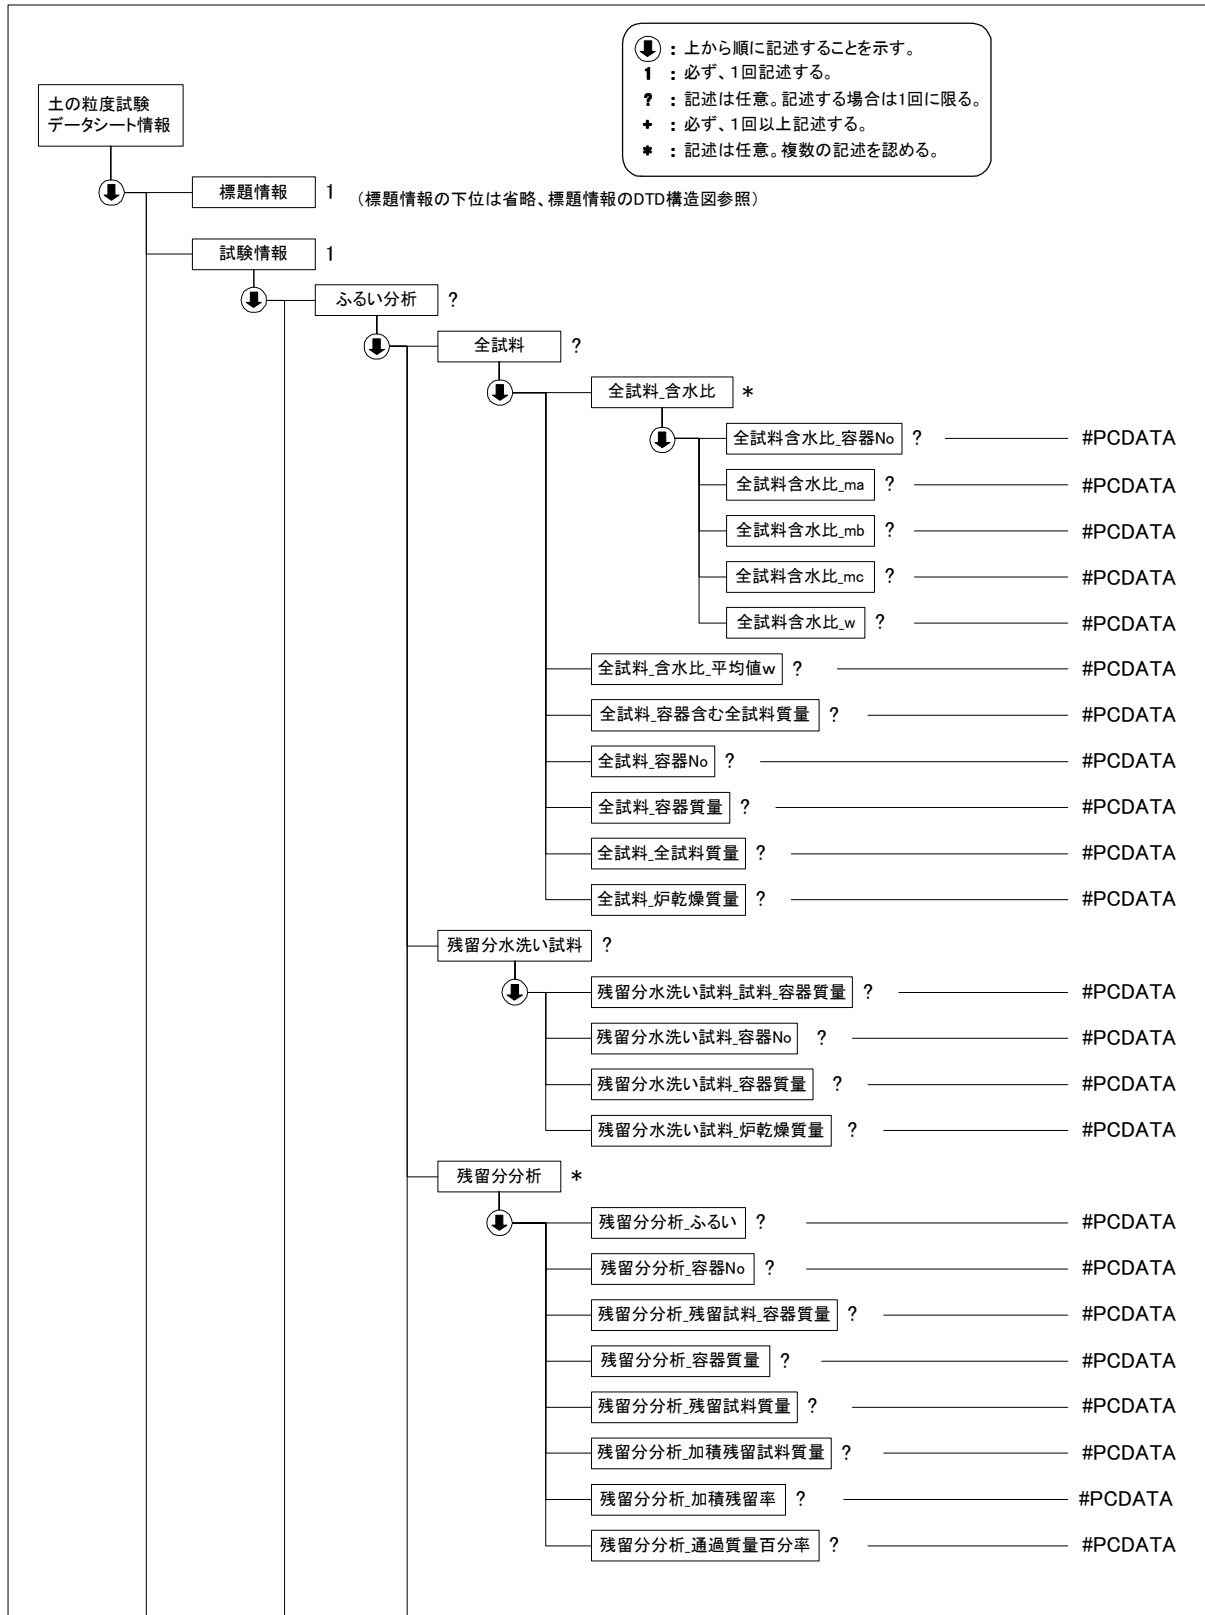 ⬇ : 上から順に記述することを示す。
1 : 必ず、1回記述する。
? : 記述は任意。記述する場合は1回に限る。
+ : 必ず、1回以上記述する。
* : 記述は任意。複数の記述を認める。
土の粒度試験
データシート情報
標題情報 1 (標題情報の下位は省略、標題情報のDTD構造図参照)
試験情報 1
ふるい分析 ?
全試料 ?
全試料_含水比 *
全試料含水比_容器No ? #PCDATA
全試料含水比_ma ? #PCDATA
全試料含水比_mb ? #PCDATA
全試料含水比_mc ? #PCDATA
全試料含水比_w ? #PCDATA
全試料_含水比_平均値w ? #PCDATA
全試料_容器含む全試料質量 ? #PCDATA
全試料_容器No ? #PCDATA
全試料_容器質量 ? #PCDATA
全試料_全試料質量 ? #PCDATA
全試料_炉乾燥質量 ? #PCDATA
残留分水洗い試料 ?
残留分水洗い試料_試料_容器質量 ? #PCDATA
残留分水洗い試料_容器No ? #PCDATA
残留分水洗い試料_容器質量 ? #PCDATA
残留分水洗い試料_炉乾燥質量 ? #PCDATA
残留分分析 *
残留分分析_ふるい ? #PCDATA
残留分分析_容器No ? #PCDATA
残留分分析_残留試料_容器質量 ? #PCDATA
残留分分析_容器質量 ? #PCDATA
残留分分析_残留試料質量 ? #PCDATA
残留分分析_加積残留試料質量 ? #PCDATA
残留分分析_加積残留率 ? #PCDATA
残留分分析_通過質量百分率 ? #PCDATA